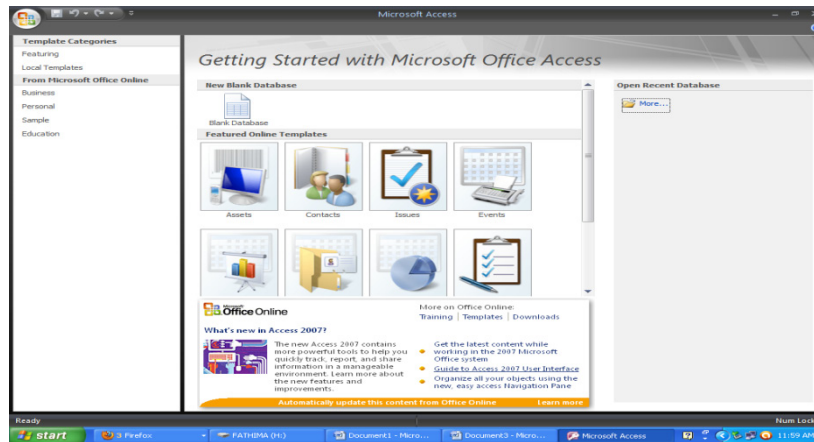 Microsoft Access
Template Categories
Featuring
Local Templates
From Microsoft Office Online
Business
Personal
Sample
Education
Getting Started with Microsoft Office Access
New Blank Database
Blank Database
Featured Online Templates
Assets
Contacts
Issues
Events
Open Recent Database
More...
Microsoft
Office Online
More on Office Online:
Training | Templates | Downloads
What's new in Access 2007?
The new Access 2007 contains
more powerful tools to help you
quickly track, report, and share
information in a manageable
environment. Learn more about
the new features and
improvements.
Get the latest content while
working in the 2007 Microsoft
Office system
Guide to Access 2007 User Interface
Organize all your objects using the
new, easy access Navigation Pane
Automatically update this content from Office Online
Learn more
Ready
Num Lock
start
3 Firefox
FATHIMA (H:)
Document1 - Micro...
Document3 - Micro...
Microsoft Access
11:59 AM